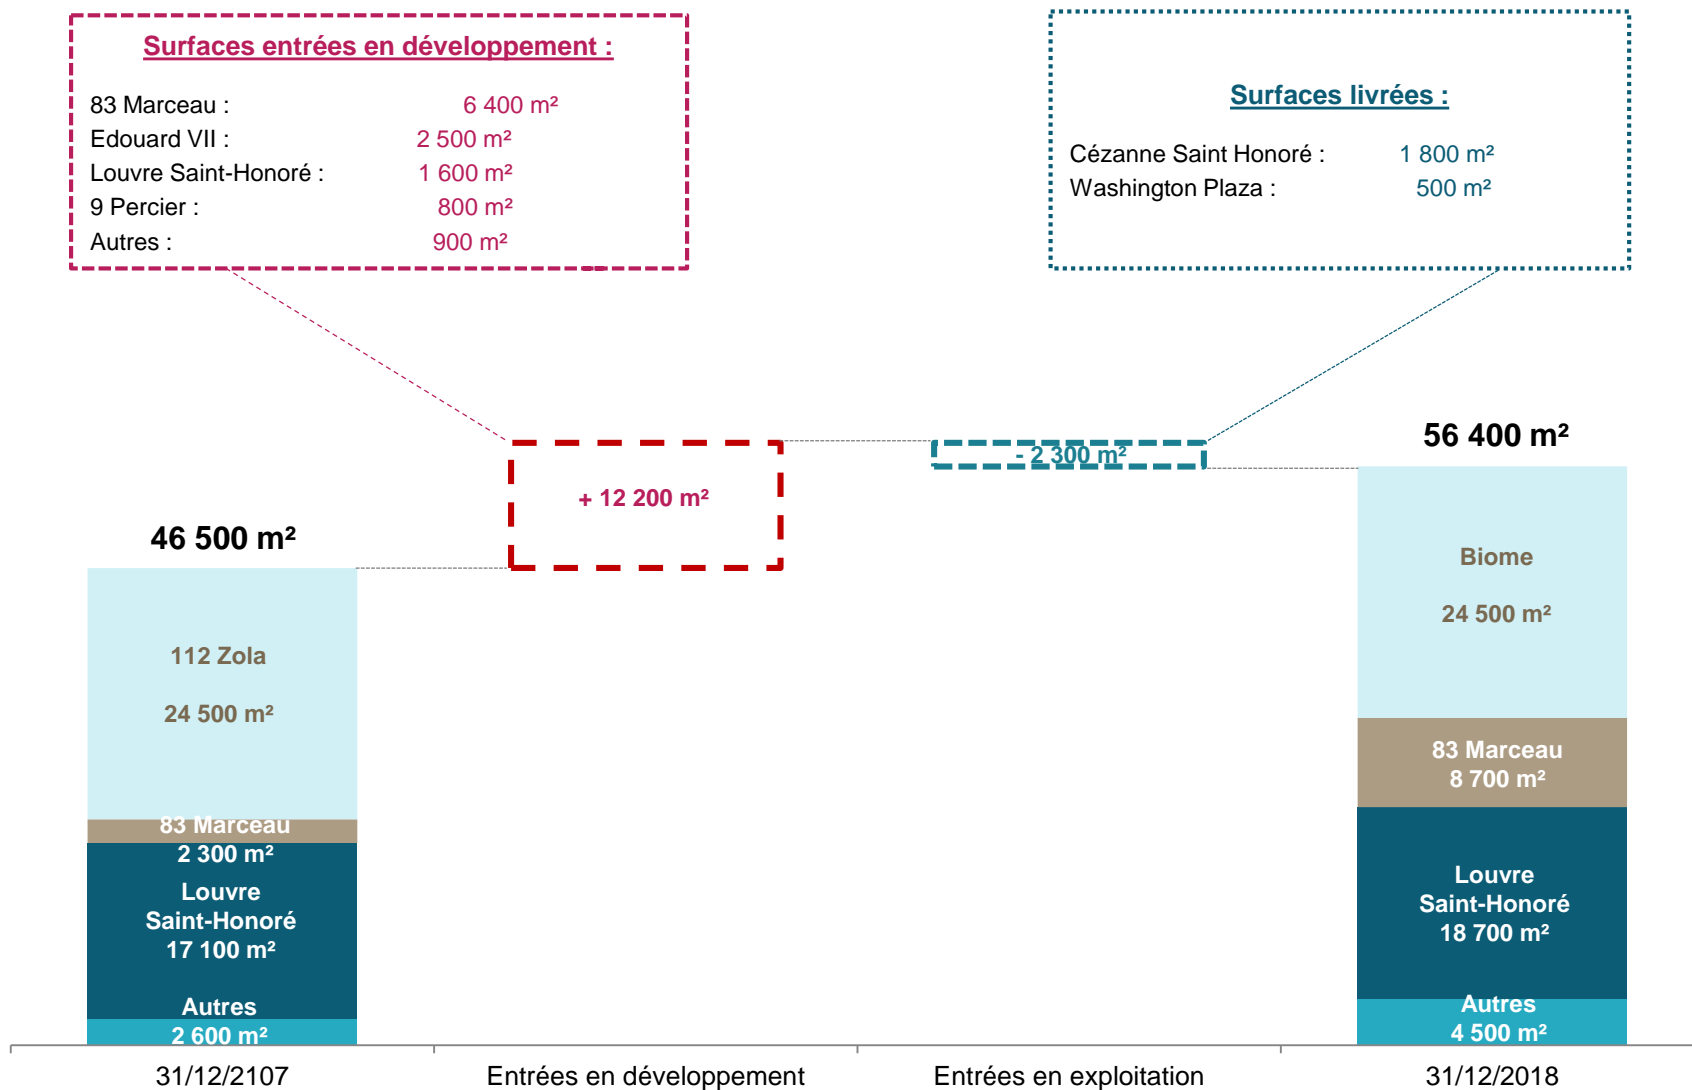 Surfaces entrées en développement :
83 Marceau : 6 400 m²
Edouard VII : 2 500 m²
Louvre Saint-Honoré : 1 600 m²
9 Percier : 800 m²
Autres : 900 m²
Surfaces livrées :
Cézanne Saint Honoré : 1 800 m²
Washington Plaza : 500 m²
46 500 m²
+ 12 200 m²
- 2 300 m²
56 400 m²
112 Zola
24 500 m²
83 Marceau
2 300 m²
Louvre
Saint-Honoré
17 100 m²
Autres
2 600 m²
Biome
24 500 m²
83 Marceau
8 700 m²
Louvre
Saint-Honoré
18 700 m²
Autres
4 500 m²
31/12/2107
Entrées en développement
Entrées en exploitation
31/12/2018